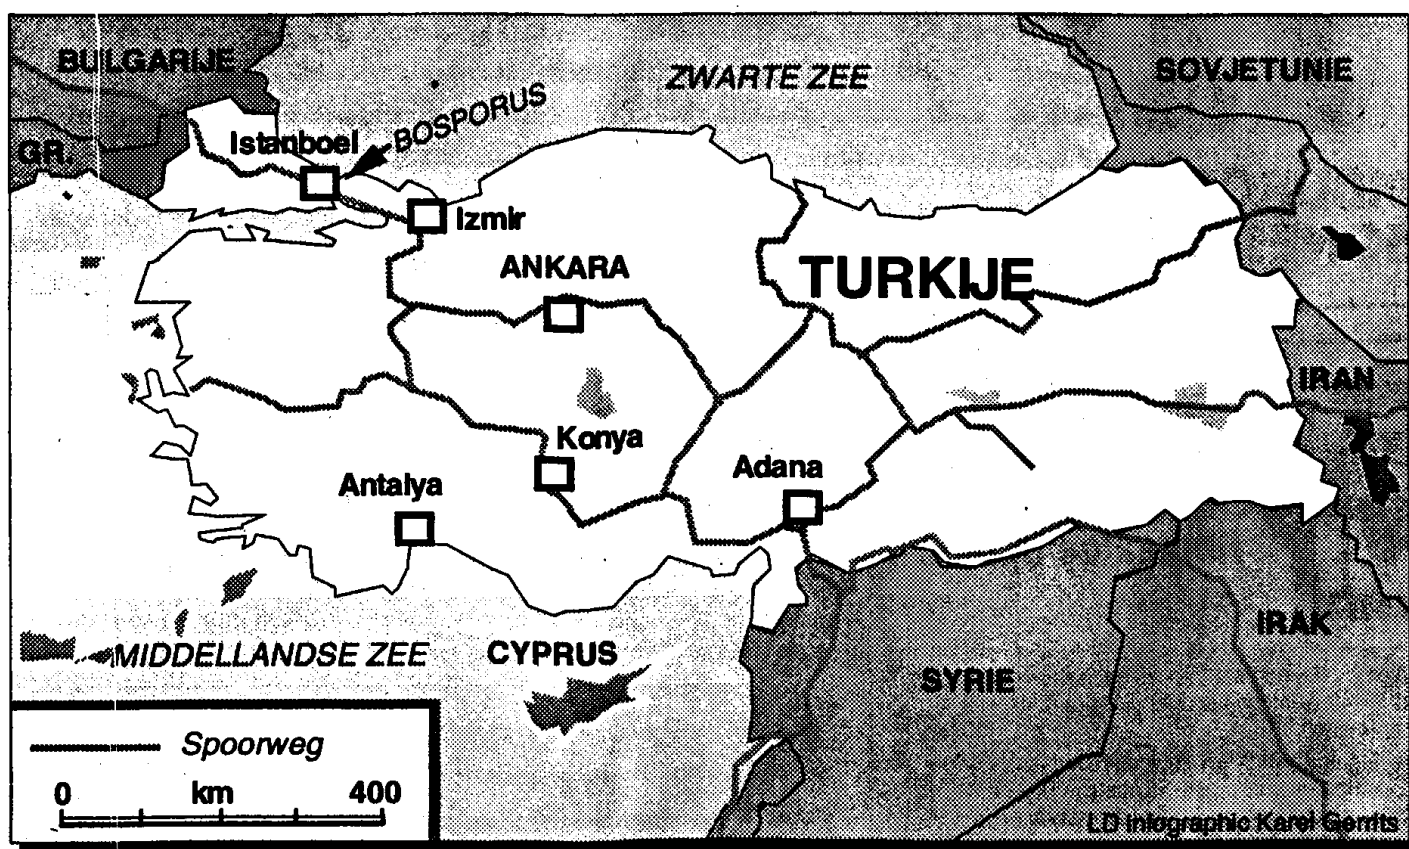 BULGARIJE
ZWARTE ZEE
SOVJETUNIE
GR.
Istanboel
BOSPORUS
Izmir
ANKARA
TURKIJE
IRAN
Konya
Antalya
Adana
MIDDELLANDSE ZEE
CYPRUS
SYRIE
IRAK
Spoorweg
0 km 400
LD Infographic Karel Gerrits